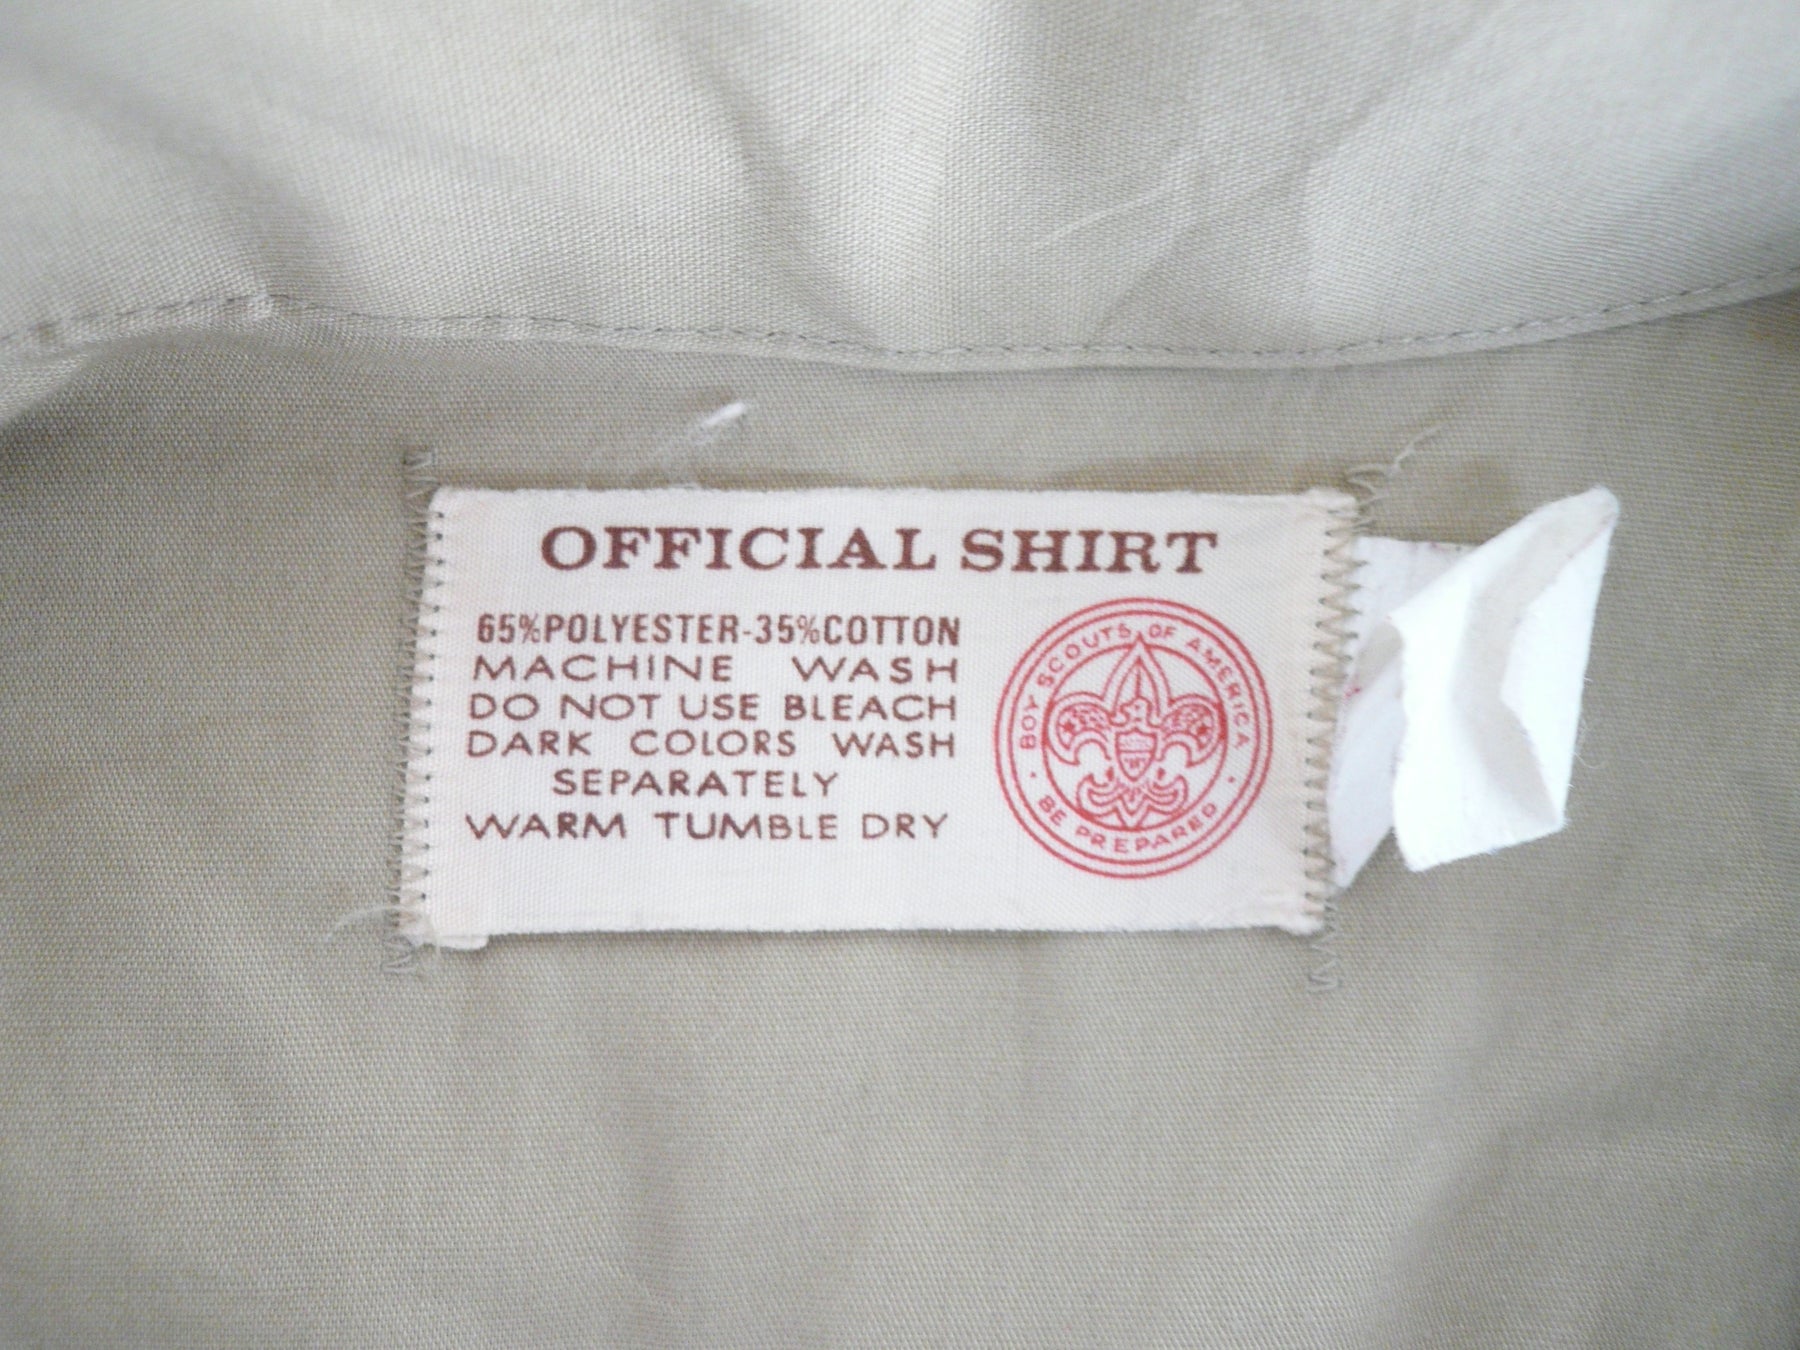 OFFICIAL SHIRT
65%POLYESTER-35%COTTON
MACHINE WASH
DO NOT USE BLEACH
DARK COLORS WASH
SEPARATELY
WARM TUMBLE DRY
BOY SCOUTS OF AMERICA
BE PREPARED